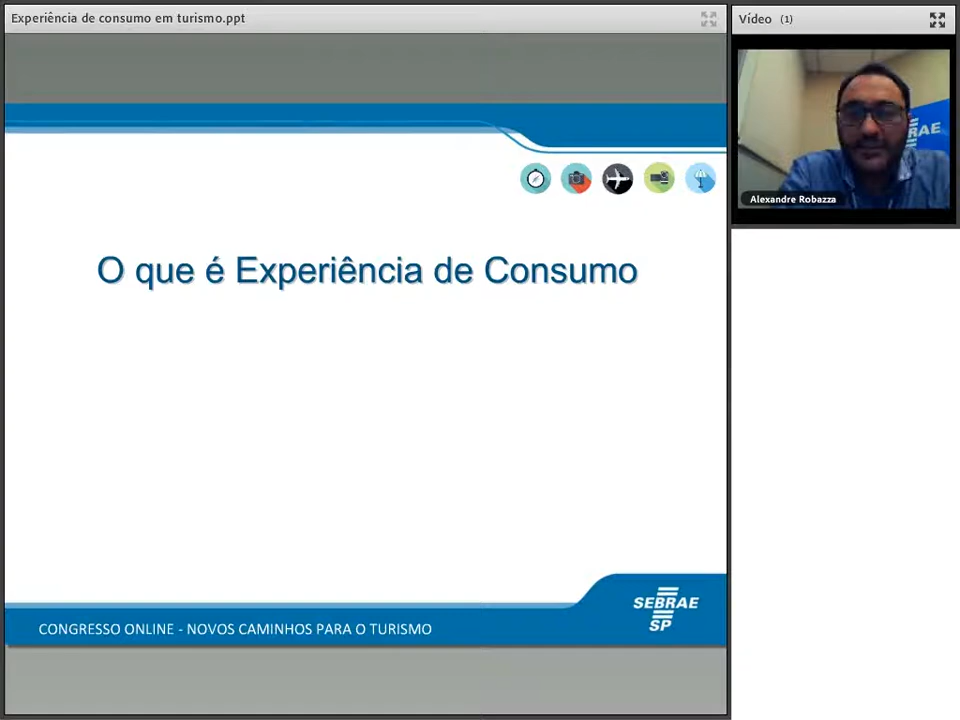 Experiência de consumo em turismo.ppt
Vídeo (1)
RAE
Alexandre Robazza
O que é Experiência de Consumo
SEBRAE
SP
CONGRESSO ONLINE - NOVOS CAMINHOS PARA O TURISMO